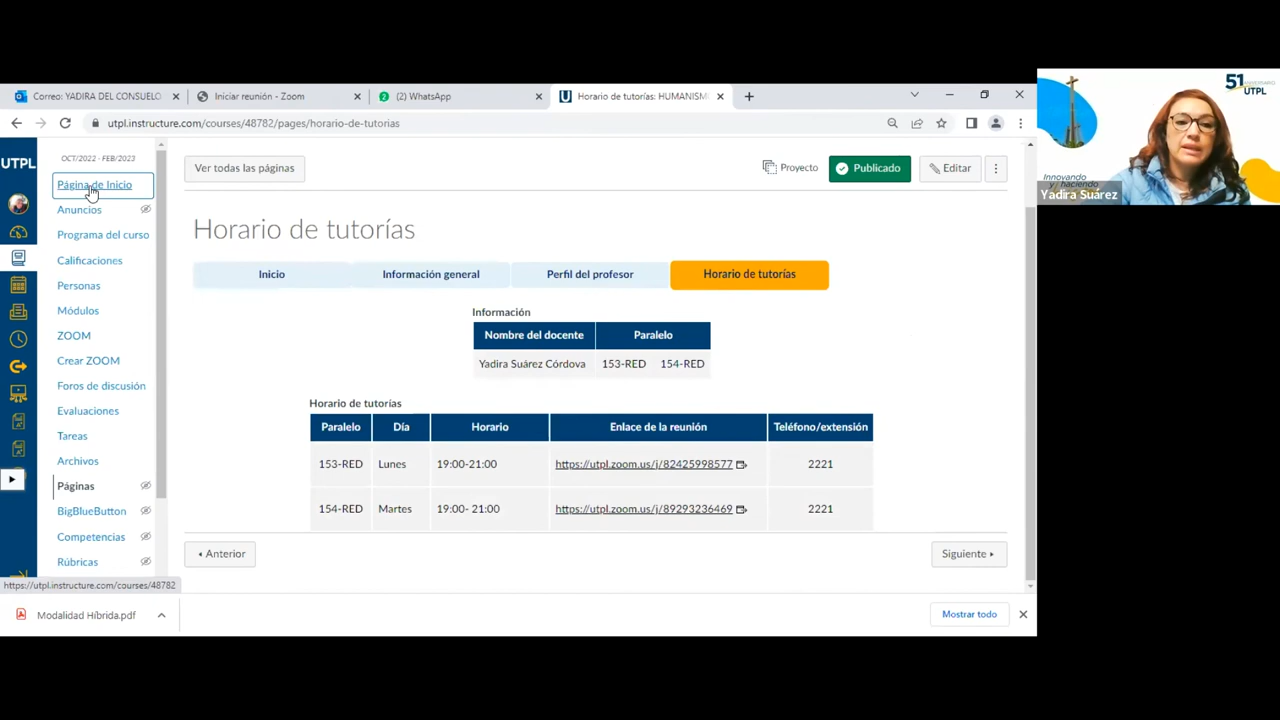 Correo: YADIRA DEL CONSUELO
Iniciar reunión - Zoom
(2) WhatsApp
Horario de tutorías: HUMANISM
utpl.instructure.com/courses/48782/pages/horario-de-tutorias
UTPL
OCT/2022 - FEB/2023
Página de Inicio
Anuncios
Programa del curso
Calificaciones
Personas
Módulos
ZOOM
Crear ZOOM
Foros de discusión
Evaluaciones
Tareas
Archivos
Páginas
BigBlueButton
Competencias
Rúbricas
Ver todas las páginas
Proyecto
Publicado
Editar
Horario de tutorías
Inicio
Información general
Perfil del profesor
Horario de tutorías
Información
Nombre del docente Paralelo
Yadira Suárez Córdova 153-RED 154-RED
Horario de tutorías
Paralelo Día Horario Enlace de la reunión Teléfono/extensión
153-RED Lunes 19:00-21:00 https://utpl.zoom.us/j/82425998577 2221
154-RED Martes 19:00- 21:00 https://utpl.zoom.us/j/89293236469 2221
Anterior
Siguiente
https://utpl.instructure.com/courses/48782
Modalidad Híbrida.pdf
Mostrar todo
51
ANIVERSARIO
UTPL
Innovando
y haciendo
Yadira Suárez